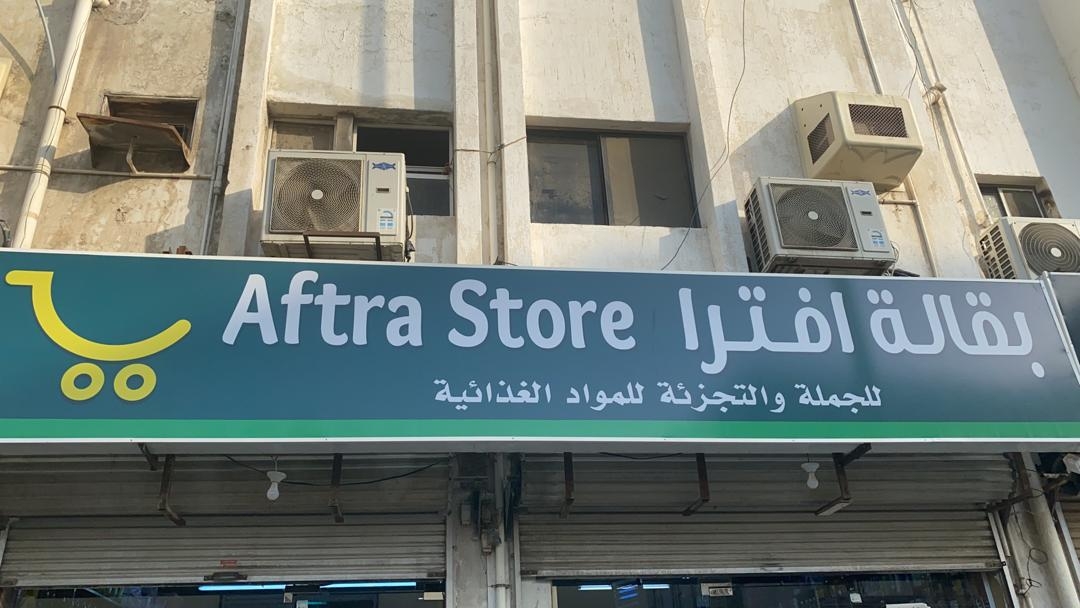 Aftra Store بقالة افترا
للجملة والتجزئة للمواد الغذائية